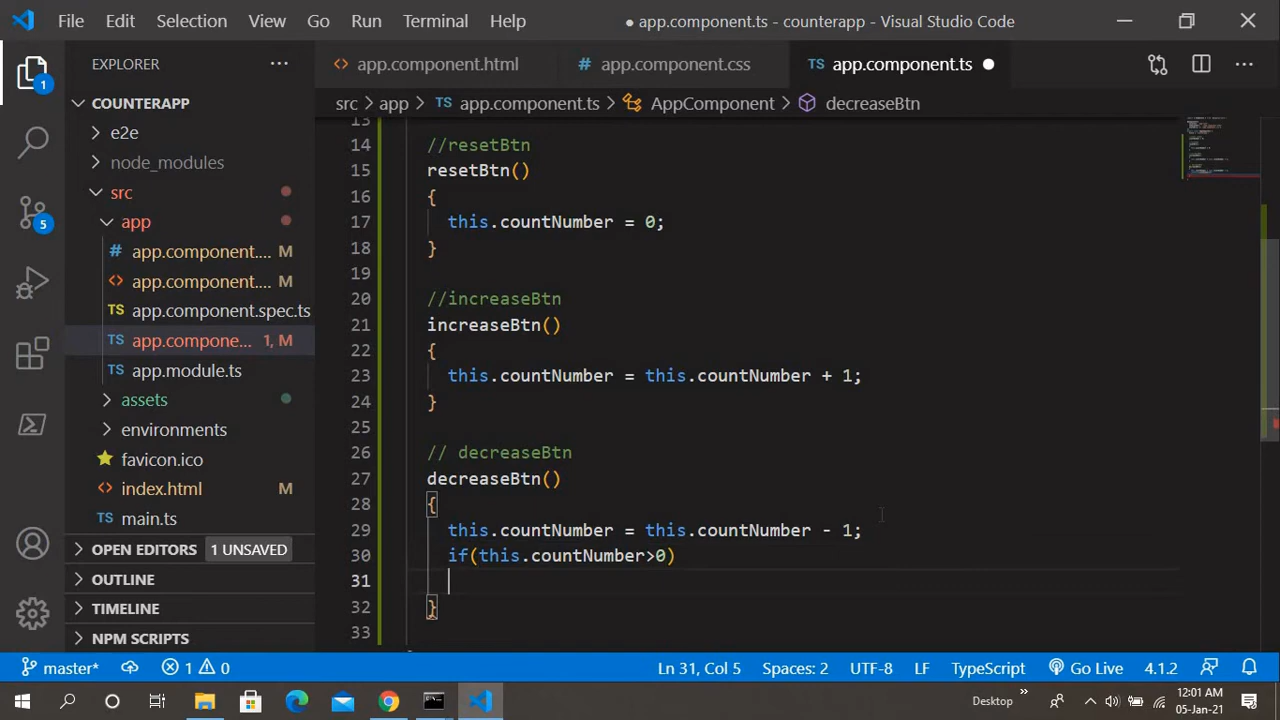 File Edit Selection View Go Run Terminal Help ● app.component.ts - counterapp - Visual Studio Code
EXPLORER ...
app.component.html
# app.component.css
TS app.component.ts ●
1
src > app > TS app.component.ts > AppComponent > decreaseBtn
COUNTERAPP
e2e
node_modules
src
app
# app.component.... M
<> app.component.... M
TS app.component.spec.ts
TS app.compone... 1, M
TS app.module.ts
assets
environments
favicon.ico
<> index.html M
TS main.ts
OPEN EDITORS 1 UNSAVED
OUTLINE
TIMELINE
NPM SCRIPTS
5
13
14 //resetBtn
15 resetBtn()
16 {
17 this.countNumber = 0;
18 }
19
20 //increaseBtn
21 increaseBtn()
22 {
23 this.countNumber = this.countNumber + 1;
24 }
25
26 // decreaseBtn
27 decreaseBtn()
28 {
29 this.countNumber = this.countNumber - 1;
30 if(this.countNumber>0)
31
32 }
33
master* 1 0 Ln 31, Col 5 Spaces: 2 UTF-8 LF TypeScript Go Live 4.1.2
Desktop
12:01 AM
05-Jan-21